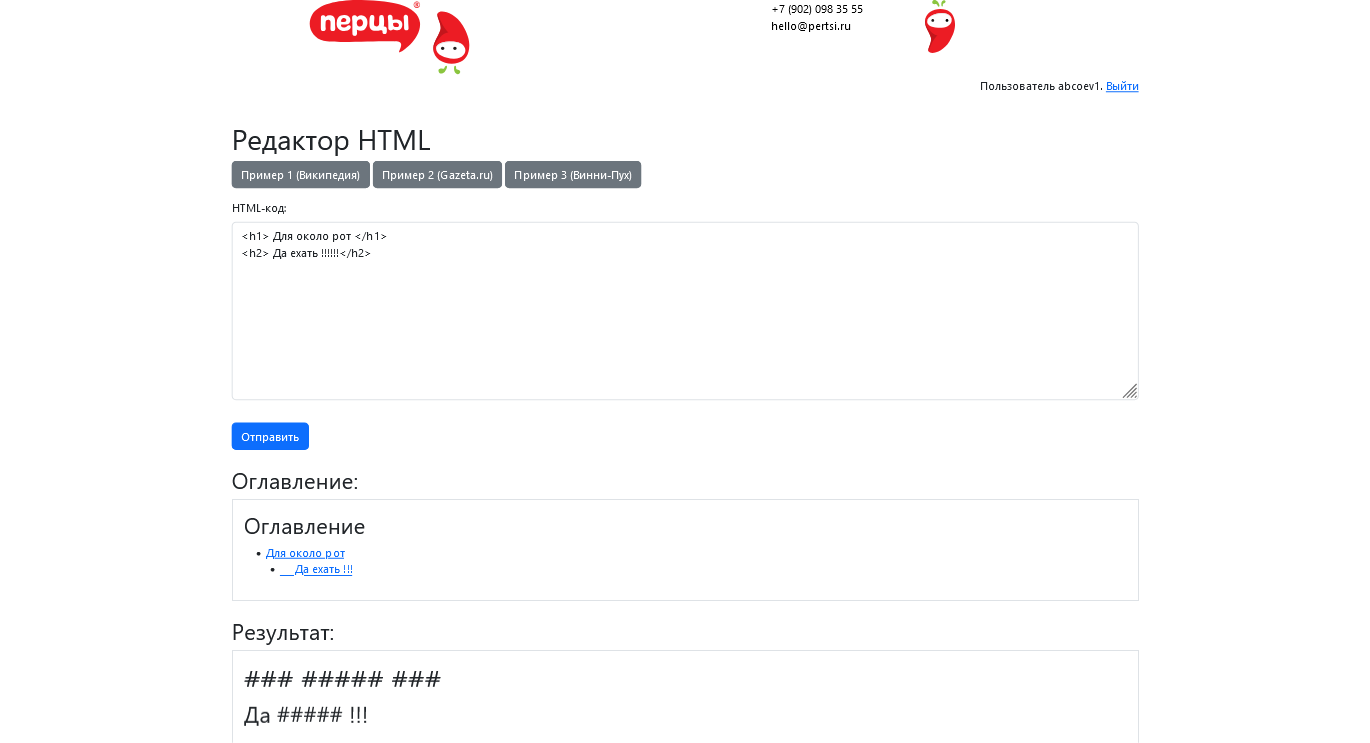 перцы®
+7 (902) 098 35 55
hello@pertsi.ru
Пользователь abcoev1. Выйти
Редактор HTML
Пример 1 (Википедия) Пример 2 (Gazeta.ru) Пример 3 (Винни-Пух)
HTML-код:
<h1> Для около рот </h1>
<h2> Да ехать !!!!!!</h2>
Отправить
Оглавление:
Оглавление
• Для около рот
• Да ехать !!!
Результат:
### ##### ###
Да ##### !!!